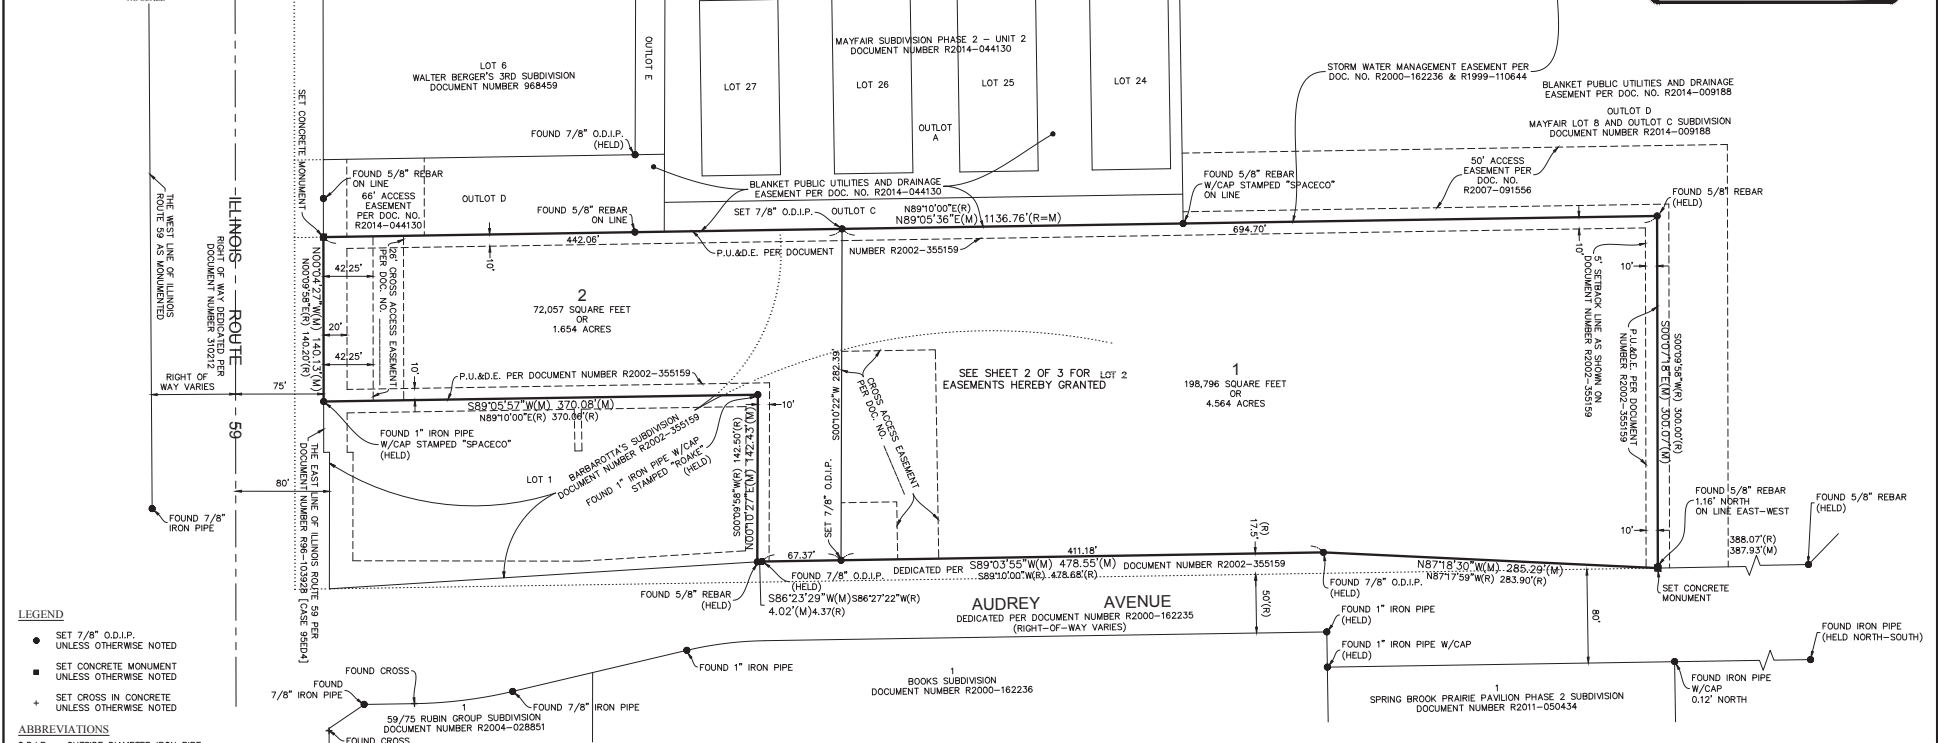 LOT 6
WALTER BERGER'S 3RD SUBDIVISION
DOCUMENT NUMBER 968459
OUTLOT E
MAYFAIR SUBDIVISION PHASE 2 - UNIT 2
DOCUMENT NUMBER R2014-044130
LOT 27
LOT 26
LOT 25
LOT 24
OUTLOT
A
STORM WATER MANAGEMENT EASEMENT PER
DOC. NO. R2000-162236 & R1999-110644
BLANKET PUBLIC UTILITIES AND DRAINAGE
EASEMENT PER DOC. NO. R2014-009188
OUTLOT D
MAYFAIR LOT 8 AND OUTLOT C SUBDIVISION
DOCUMENT NUMBER R2014-009188
SET CONCRETE MONUMENT
FOUND 7/8" O.D.I.P.
(HELD)
FOUND 5/8" REBAR
ON LINE
66' ACCESS
EASEMENT
PER DOC. NO.
R2014-044130
OUTLOT D
FOUND 5/8" REBAR
ON LINE
BLANKET PUBLIC UTILITIES AND DRAINAGE
EASEMENT PER DOC. NO. R2014-044130
SET 7/8" O.D.I.P.
OUTLOT C
N89°10'00"E(R)
N89°05'36"E(M) 1136.76'(R=M)
FOUND 5/8" REBAR
W/CAP STAMPED "SPACECO"
ON LINE
50' ACCESS
EASEMENT PER
DOC. NO.
R2007-091556
FOUND 5/8" REBAR
(HELD)
442.06'
694.70'
P.U.&D.E. PER DOCUMENT NUMBER R2002-355159
10'
10'
THE WEST LINE OF ILLINOIS
ROUTE 59 AS MONUMENTED
RIGHT OF WAY DEDICATED PER
DOCUMENT NUMBER 310212
ILLINOIS ROUTE 59
N00°04'27"W(M) 140.13'(M)
N00°09'58"E(R) 140.20'(R)
42.25'
20'
42.25'
26' CROSS ACCESS EASEMENT
PER DOC. NO.
2
72,057 SQUARE FEET
OR
1.654 ACRES
10'
P.U.&D.E. PER DOCUMENT NUMBER R2002-355159
RIGHT OF
WAY VARIES
75'
S89°05'57"W(M) 370.08'(M)
N89°10'00"E(R) 370.06'(R)
10'
S00°10'22"W 282.39'
CROSS ACCESS EASEMENT
PER DOC. NO.
SEE SHEET 2 OF 3 FOR
EASEMENTS HEREBY GRANTED
LOT 2
1
198,796 SQUARE FEET
OR
4.564 ACRES
5' SETBACK LINE AS SHOWN ON
DOCUMENT NUMBER R2002-355159
10'
P.U.&D.E. PER DOCUMENT
NUMBER R2002-355159
S00°07'18"E(M) 300.07'(M)
S00°09'58"W(R) 300.00'(R)
10'
FOUND 1" IRON PIPE
W/CAP STAMPED "SPACECO"
(HELD)
LOT 1
BARBAROTTA'S SUBDIVISION
DOCUMENT NUMBER R2002-355159
FOUND 1" IRON PIPE W/CAP
STAMPED "ROAKE"
(HELD)
S00°09'58"W(R) 142.50'(R)
N00°10'27"E(M) 142.43'(M)
SET 7/8" O.D.I.P.
80'
THE EAST LINE OF ILLINOIS ROUTE 59 PER
DOCUMENT NUMBER R96-103928 [CASE 95ED4]
FOUND 7/8"
IRON PIPE
FOUND 5/8" REBAR
1.16' NORTH
ON LINE EAST-WEST
FOUND 5/8" REBAR
(HELD)
388.07'(R)
387.93'(M)
67.37'
411.18'
17.5'
(R)
DEDICATED PER S89°03'55"W(M) 478.55'(M) DOCUMENT NUMBER R2002-355159
S89°10'00"W(R) 478.68'(R)
N87°18'30"W(M) 285.29'(M)
N87°17'59"W(R) 283.90'(R)
FOUND 7/8" O.D.I.P.
(HELD)
FOUND 5/8" REBAR
(HELD)
S86°23'29"W(M) S86°27'22"W(R)
4.02'(M) 4.37(R)
FOUND 7/8" O.D.I.P.
(HELD)
SET CONCRETE
MONUMENT
AUDREY AVENUE
DEDICATED PER DOCUMENT NUMBER R2000-162235
(RIGHT-OF-WAY VARIES)
50'(R)
80'
FOUND 1" IRON PIPE
(HELD)
FOUND 1" IRON PIPE W/CAP
(HELD)
FOUND IRON PIPE
(HELD NORTH-SOUTH)
LEGEND
SET 7/8" O.D.I.P.
UNLESS OTHERWISE NOTED
SET CONCRETE MONUMENT
UNLESS OTHERWISE NOTED
SET CROSS IN CONCRETE
UNLESS OTHERWISE NOTED
ABBREVIATIONS
FOUND CROSS
FOUND
7/8" IRON PIPE
FOUND 1" IRON PIPE
FOUND 7/8" IRON PIPE
1
59/75 RUBIN GROUP SUBDIVISION
DOCUMENT NUMBER R2004-028851
FOUND CROSS
1
BOOKS SUBDIVISION
DOCUMENT NUMBER R2000-162236
1
SPRING BROOK PRAIRIE PAVILION PHASE 2 SUBDIVISION
DOCUMENT NUMBER R2011-050434
FOUND IRON PIPE
W/CAP
0.12' NORTH